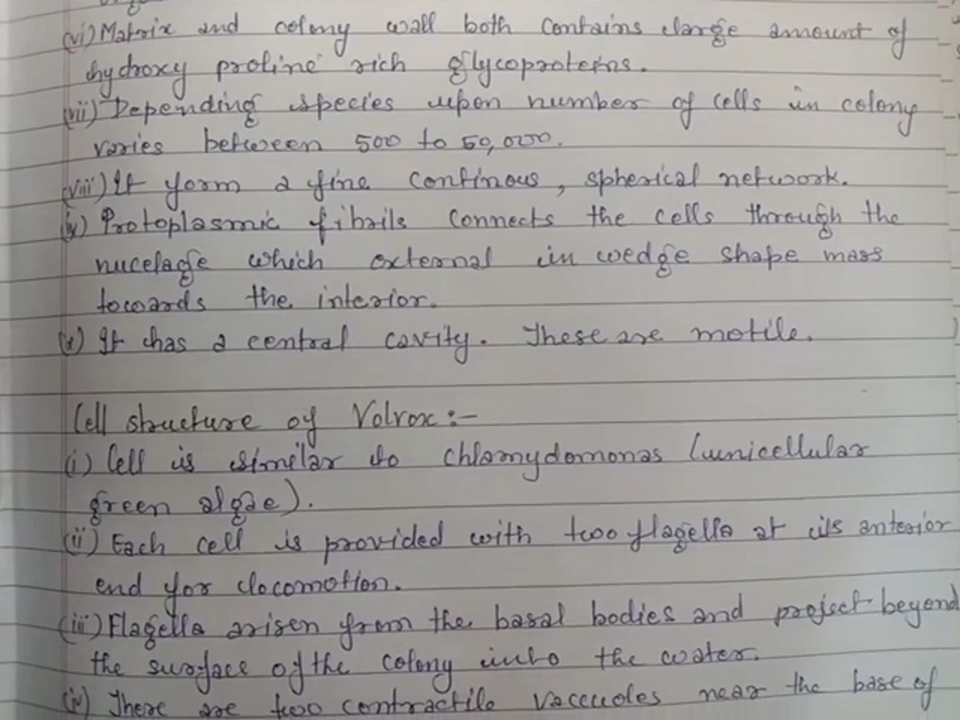 (vi) Matrix and colony wall both contains large amount of
hydroxy proline rich glycoproteins.
(vii) Depending species upon number of cells in colony
varies between 500 to 50,000.
(viii) It form a fine continous, spherical network.
(ix) Protoplasmic fibrils connects the cells through the
nucelage which external in wedge shape mass
towards the interior.
(x) It has a central cavity. These are motile.
Cell structure of Volvox :-
(i) Cell is similar to chlamydomonas (unicellular
green algae).
(ii) Each cell is provided with two flagella at its anterior
end for locomotion.
(iii) Flagella arisen from the basal bodies and project beyond
the surface of the colony into the water.
(iv) There are two contractile vaccuoles near the base of